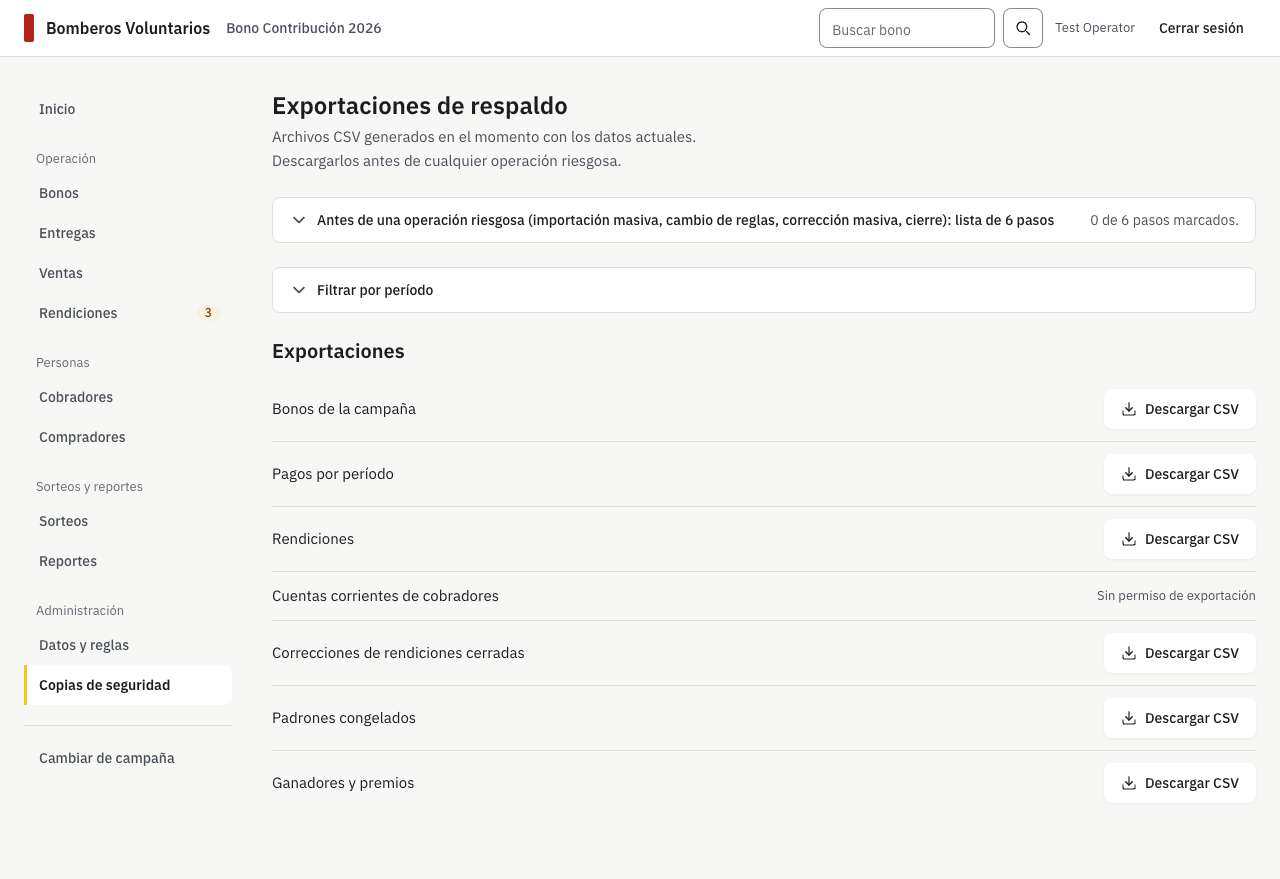 Bomberos Voluntarios
Bono Contribución 2026
Buscar bono
Test Operator
Cerrar sesión
Inicio
Operación
Bonos
Entregas
Ventas
Rendiciones
3
Personas
Cobradores
Compradores
Sorteos y reportes
Sorteos
Reportes
Administración
Datos y reglas
Copias de seguridad
Cambiar de campaña
Exportaciones de respaldo
Archivos CSV generados en el momento con los datos actuales.
Descargarlos antes de cualquier operación riesgosa.
Antes de una operación riesgosa (importación masiva, cambio de reglas, corrección masiva, cierre): lista de 6 pasos
0 de 6 pasos marcados.
Filtrar por período
Exportaciones
Bonos de la campaña
Descargar CSV
Pagos por período
Descargar CSV
Rendiciones
Descargar CSV
Cuentas corrientes de cobradores
Sin permiso de exportación
Correcciones de rendiciones cerradas
Descargar CSV
Padrones congelados
Descargar CSV
Ganadores y premios
Descargar CSV